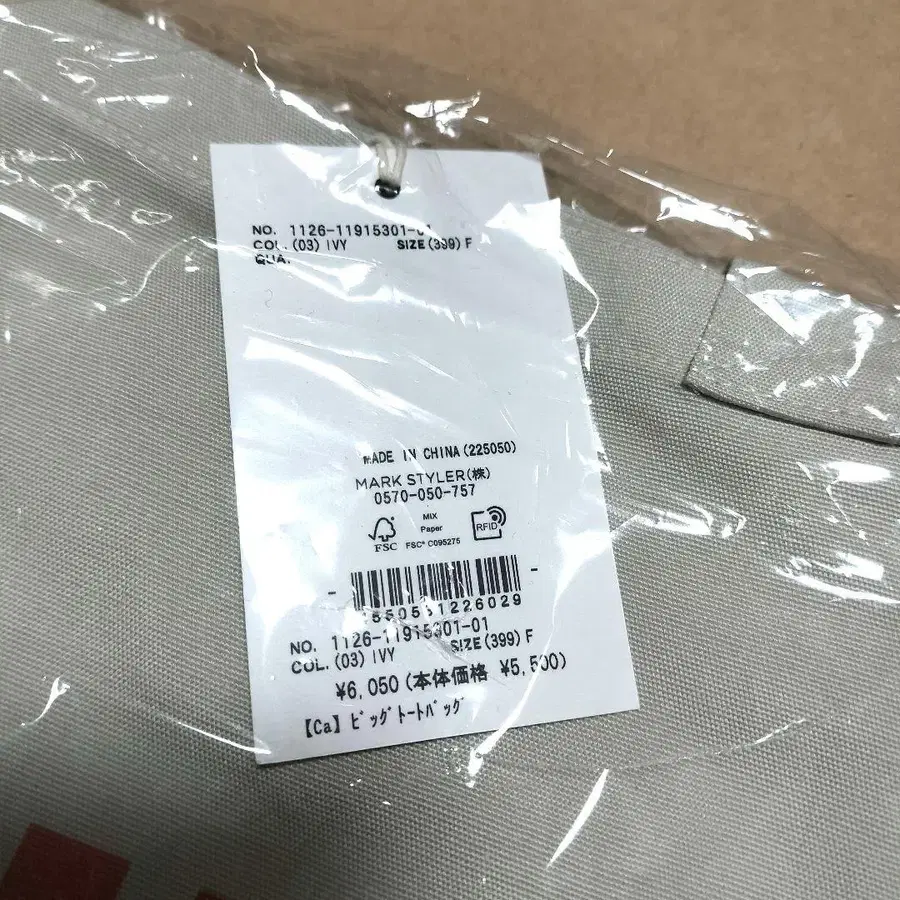 NO. 1126-11915301-01
COL. (03) IVY SIZE (399) F
QUA.
MADE IN CHINA (225050)
MARK STYLER(株)
0570-050-757
MIX
Paper
RFID
FSC
FSC® C095275
NO. 1126-11915301-01
COL. (03) IVY SIZE (399) F
¥6,050 (本体価格 ¥5,500)
【Ca】ビッグトートバッグ